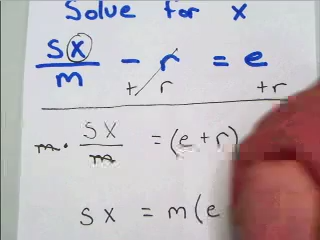 Solve for x
sx/m - r = e
+ r +r
m · sx/m = (e + r)
sx = m(e